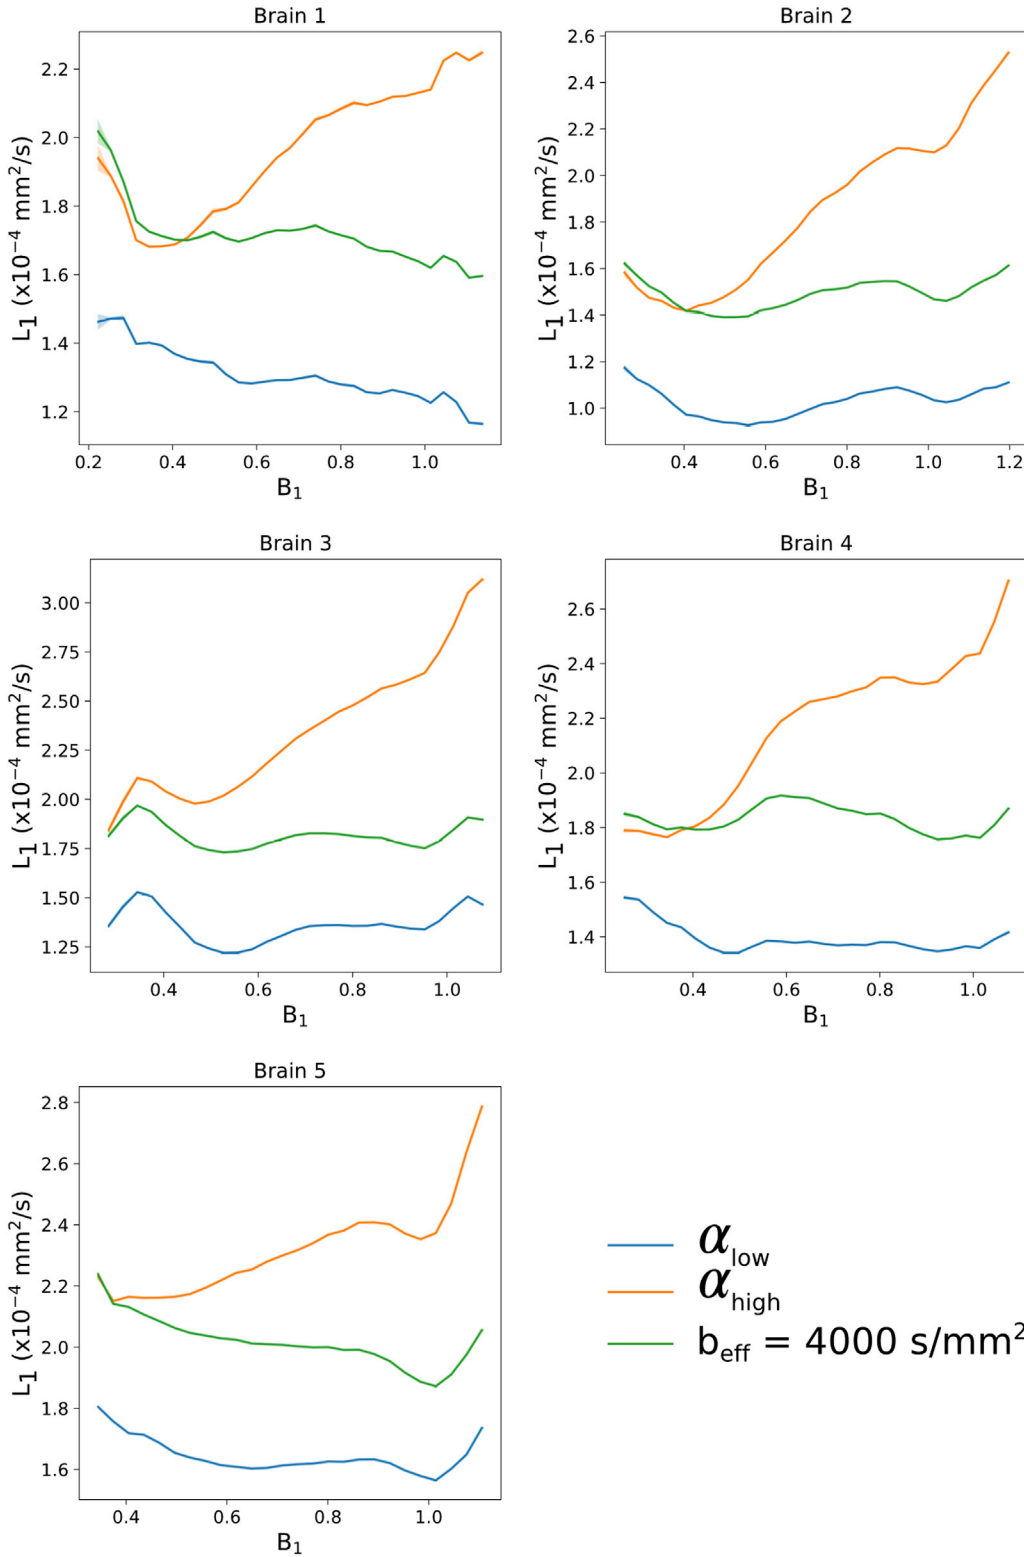 Brain 1
L₁ (x10⁻⁴ mm²/s)
2.2
2.0
1.8
1.6
1.4
1.2
0.2 0.4 0.6 0.8 1.0
B₁
Brain 2
L₁ (x10⁻⁴ mm²/s)
2.6
2.4
2.2
2.0
1.8
1.6
1.4
1.2
1.0
0.4 0.6 0.8 1.0 1.2
B₁
Brain 3
L₁ (x10⁻⁴ mm²/s)
3.00
2.75
2.50
2.25
2.00
1.75
1.50
1.25
0.4 0.6 0.8 1.0
B₁
Brain 4
L₁ (x10⁻⁴ mm²/s)
2.6
2.4
2.2
2.0
1.8
1.6
1.4
0.4 0.6 0.8 1.0
B₁
Brain 5
L₁ (x10⁻⁴ mm²/s)
2.8
2.6
2.4
2.2
2.0
1.8
1.6
0.4 0.6 0.8 1.0
B₁
α low
α high
b eff = 4000 s/mm²